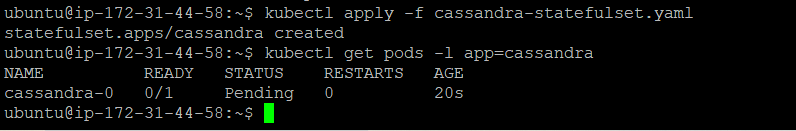 ubuntu@ip-172-31-44-58:~$ kubectl apply -f cassandra-statefulset.yaml
statefulset.apps/cassandra created
ubuntu@ip-172-31-44-58:~$ kubectl get pods -l app=cassandra
NAME          READY   STATUS    RESTARTS   AGE
cassandra-0   0/1     Pending   0          20s
ubuntu@ip-172-31-44-58:~$